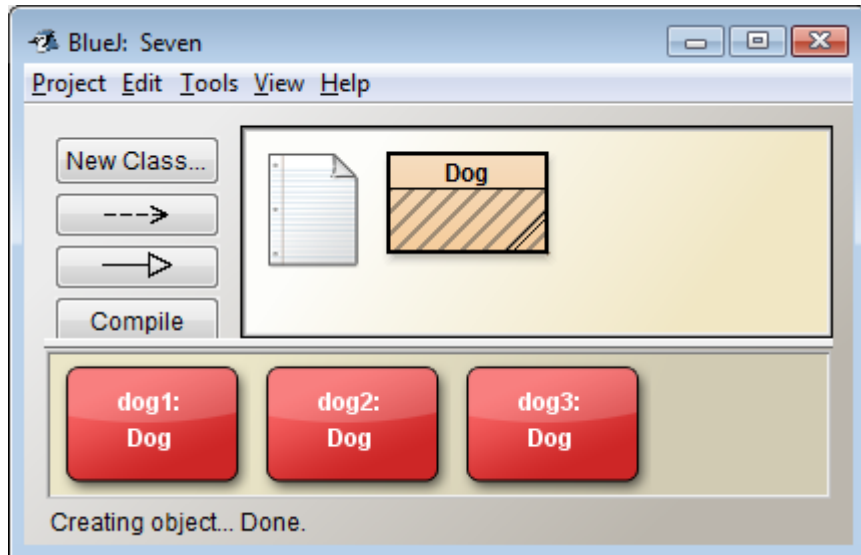 BlueJ: Seven
Project Edit Tools View Help
New Class...
Compile
Dog
dog1:
Dog
dog2:
Dog
dog3:
Dog
Creating object... Done.